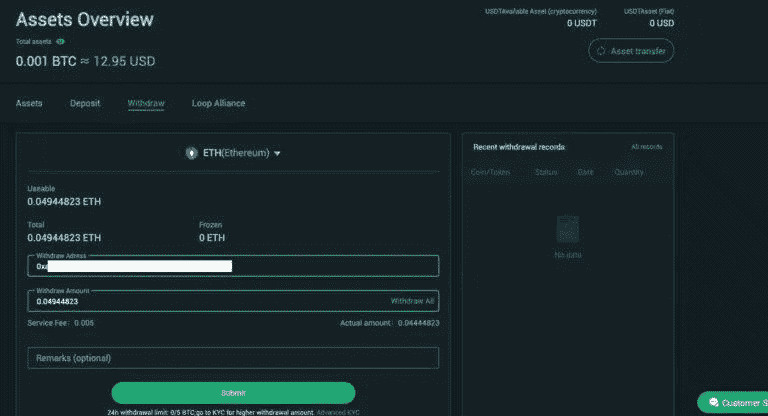 Assets Overview
USDTAvailable Asset (cryptocurrency)
0 USDT
USDTAsset (Fiat)
0 USD
Total assets
0.001 BTC ≈ 12.95 USD
Asset transfer
Assets
Deposit
Withdraw
Loop Alliance
ETH(Ethereum)
Useable
0.04944823 ETH
Total
0.04944823 ETH
Frozen
0 ETH
Withdraw Adress
Withdraw Amount
0.04944823
Withdraw All
Service Fee: 0.005
Actual amount: 0.04444823
Remarks (optional)
Submit
24h withdrawal limit: 0/5 BTC;go to KYC for higher withdrawal amount. Advanced KYC
Recent withdrawal records
All records
Coin/Token
Status
Date
Quantity
No data
Customer S